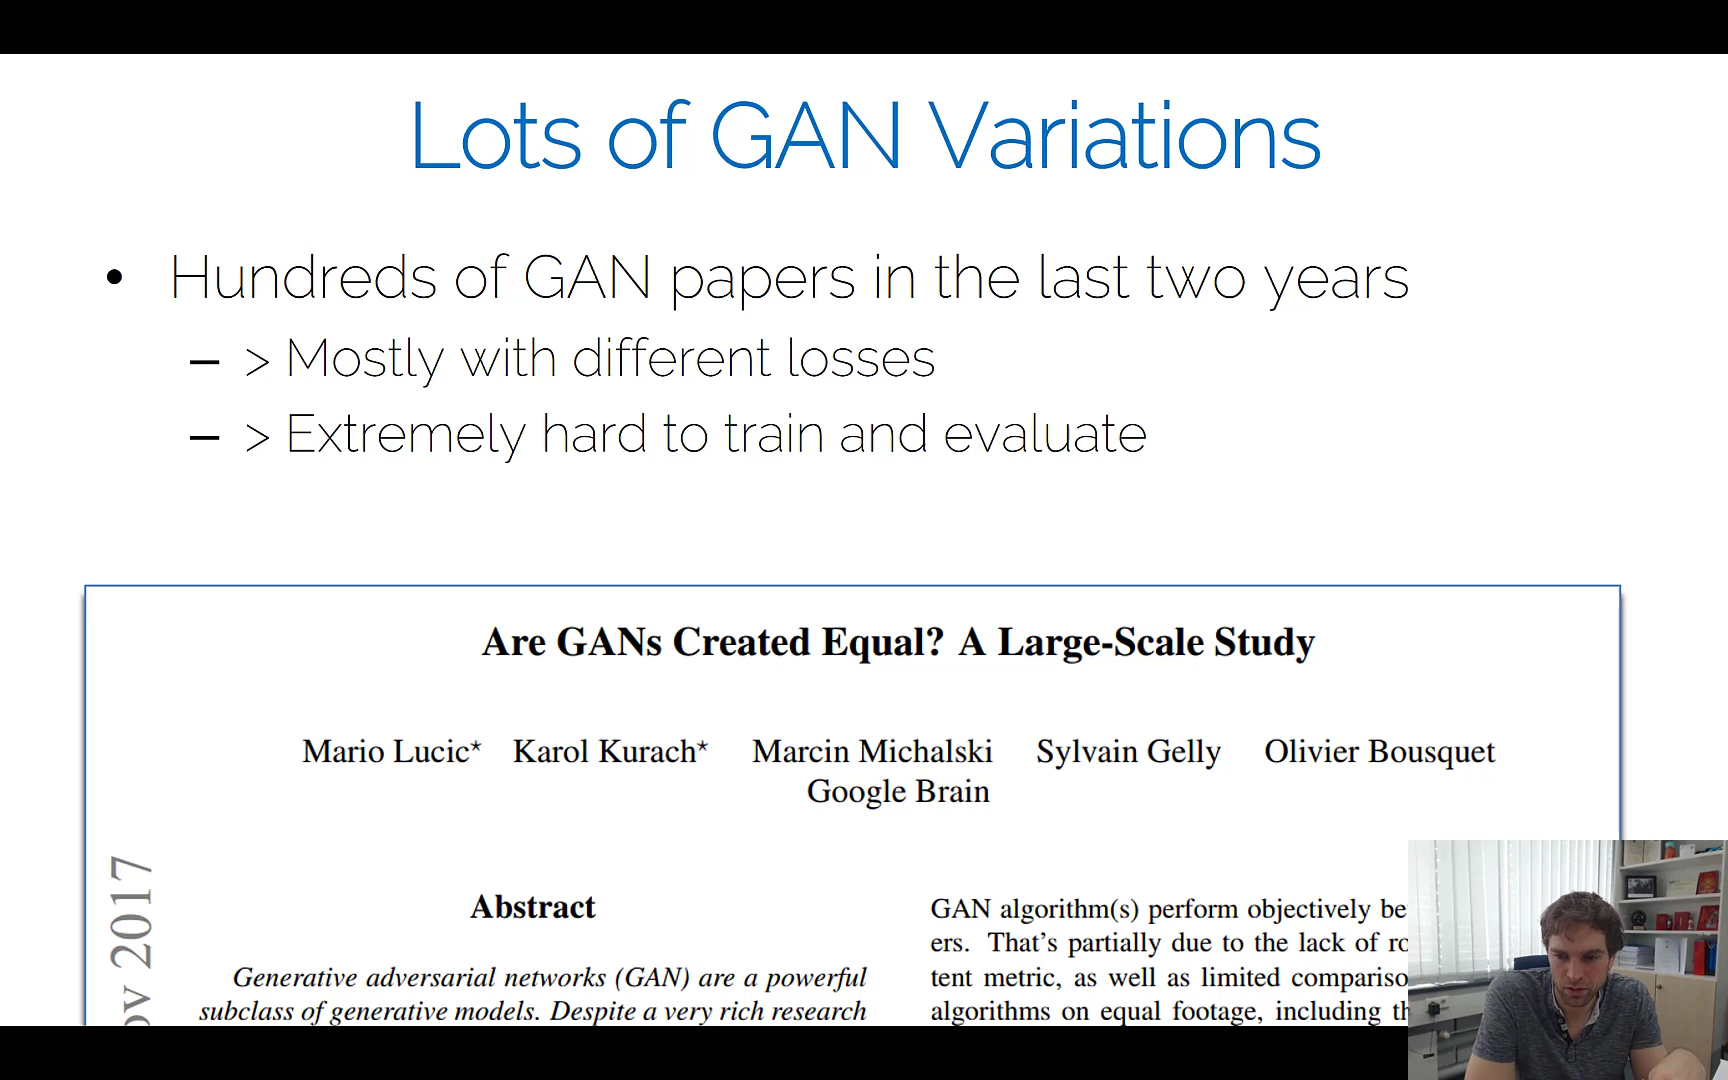 Lots of GAN Variations
• Hundreds of GAN papers in the last two years
– > Mostly with different losses
– > Extremely hard to train and evaluate
Are GANs Created Equal? A Large-Scale Study
Mario Lucic* Karol Kurach* Marcin Michalski Sylvain Gelly Olivier Bousquet
Google Brain
2017
Abstract
Generative adversarial networks (GAN) are a powerful
subclass of generative models. Despite a very rich research
GAN algorithm(s) perform objectively be
ers. That's partially due to the lack of ro
tent metric, as well as limited compariso
algorithms on equal footage, including th